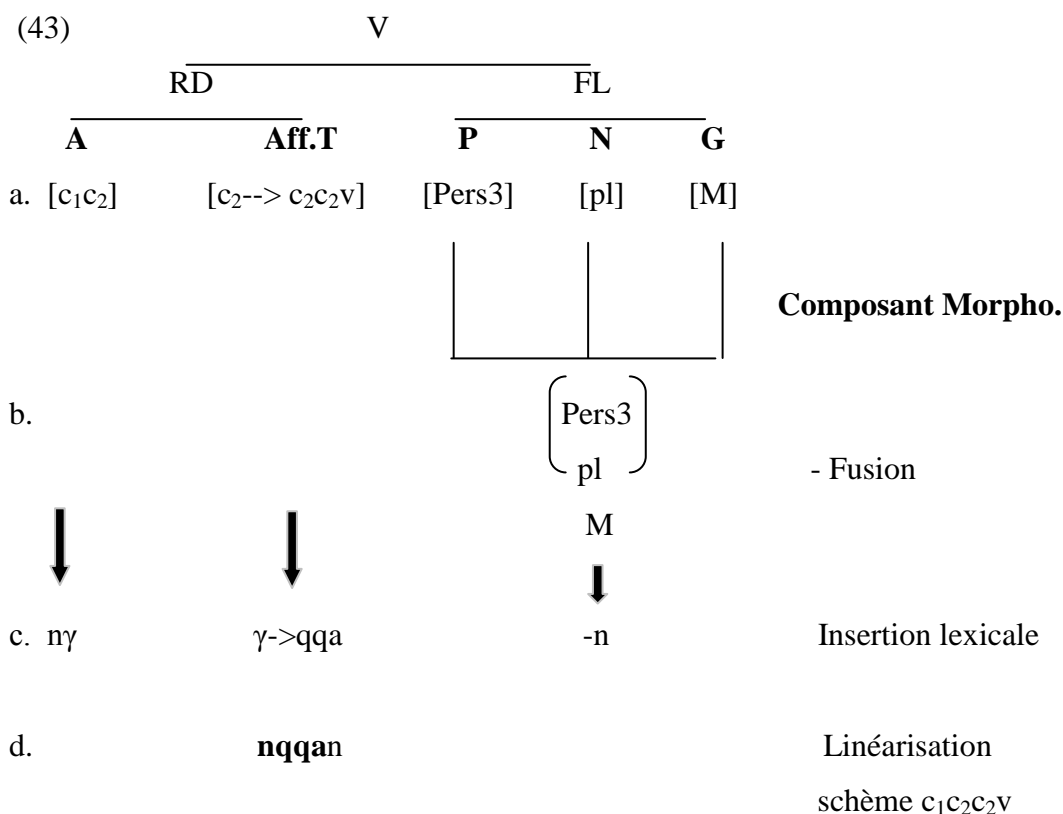 (43) V
RD FL
A Aff.T P N G
a. [c₁c₂] [c₂--> c₂c₂v] [Pers3] [pl] [M]
Composant Morpho.
b. Pers3
pl - Fusion
M
c. nγ γ->qqa -n Insertion lexicale
d. nqqan Linéarisation
schème c₁c₂c₂v